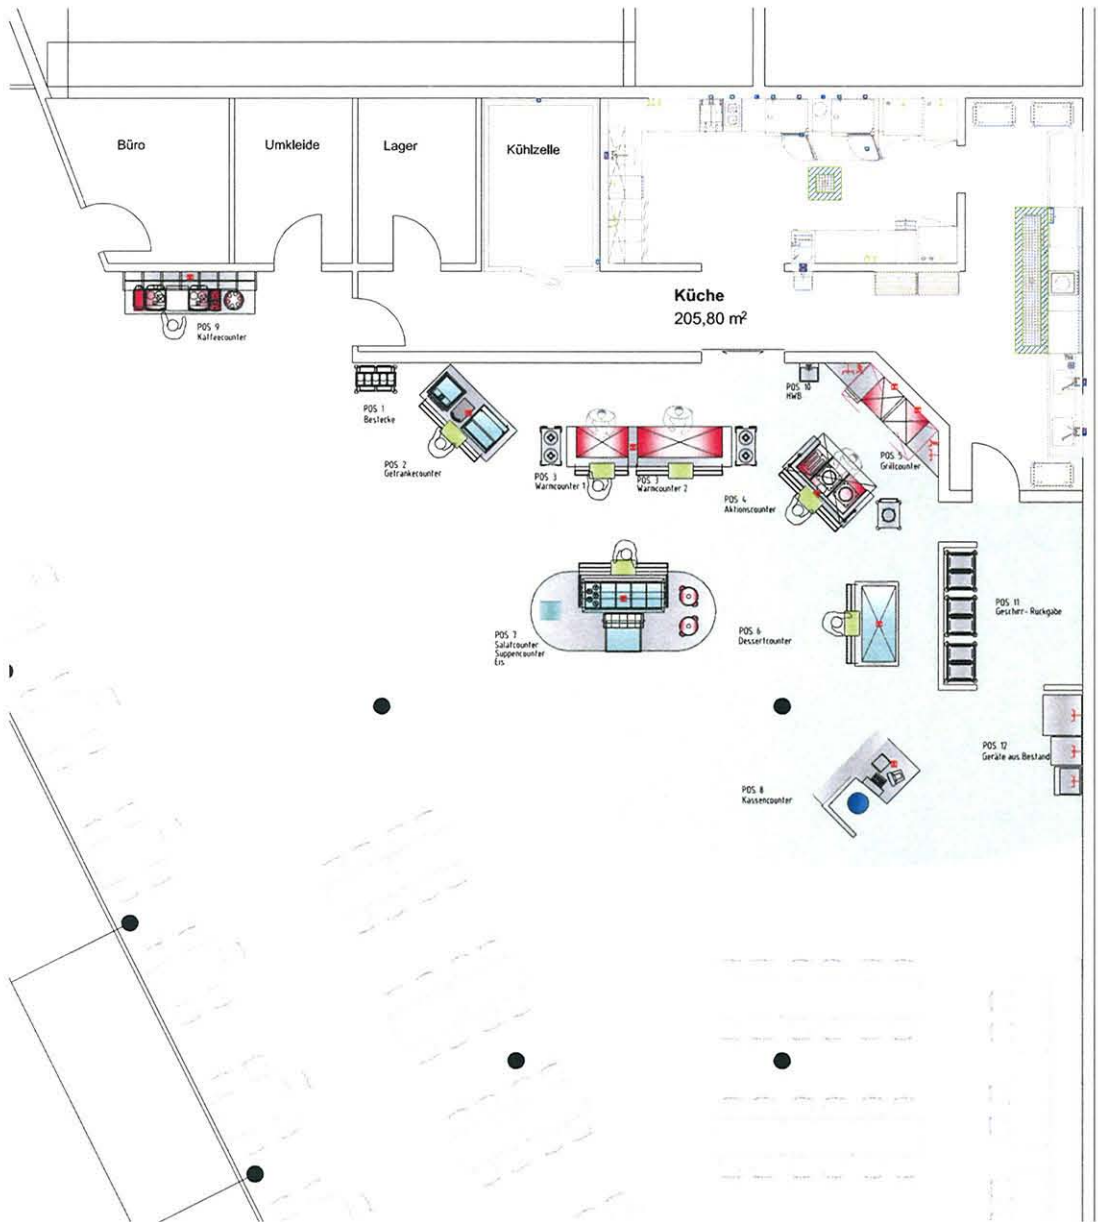 Büro
Umkleide
Lager
Kühlzelle
Küche
205,80 m²
POS 9
Kaffeecounter
POS 1
Bestecke
POS 2
Getränkecounter
POS 3
Warmcounter 1
POS 3
Warmcounter 2
POS 10
HWB
POS 5
Grillcounter
POS 4
Aktionscounter
POS 7
Salatcounter
Suppencounter
Eis
POS 6
Dessertcounter
POS 11
Geschirr- Rückgabe
POS 12
Geräte aus Bestand
POS 8
Kassencounter